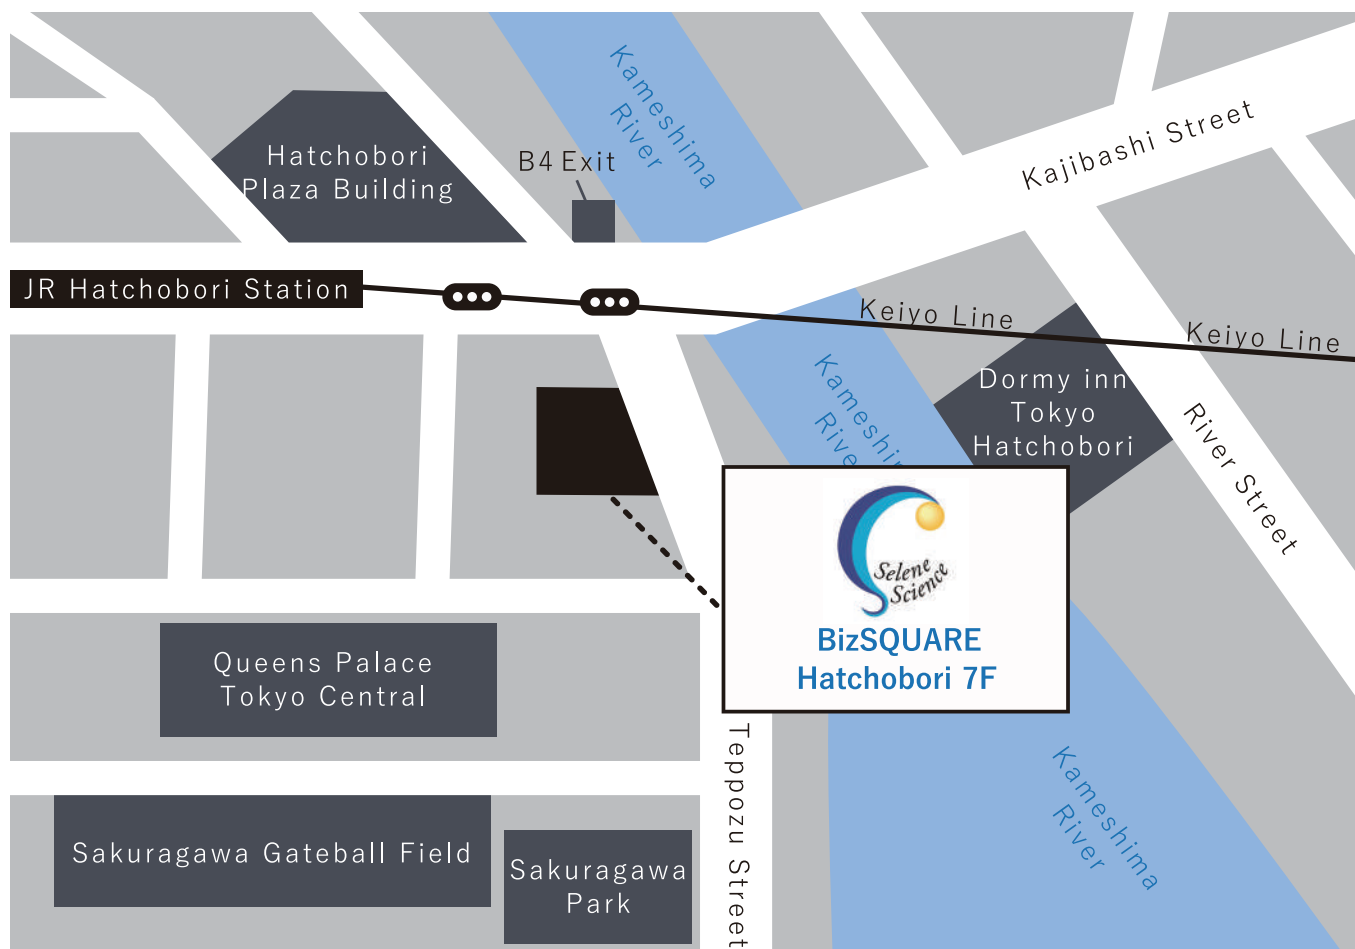 Kameshima
River
Hatchobori
Plaza Building
B4 Exit
Kajibashi Street
JR Hatchobori Station
Keiyo Line
Keiyo Line
Kameshima
River
Dormy inn
Tokyo
Hatchobori
River Street
Selene
Science
BizSQUARE
Hatchobori 7F
Queens Palace
Tokyo Central
Teppozu Street
Kameshima
River
Sakuragawa Gateball Field
Sakuragawa
Park